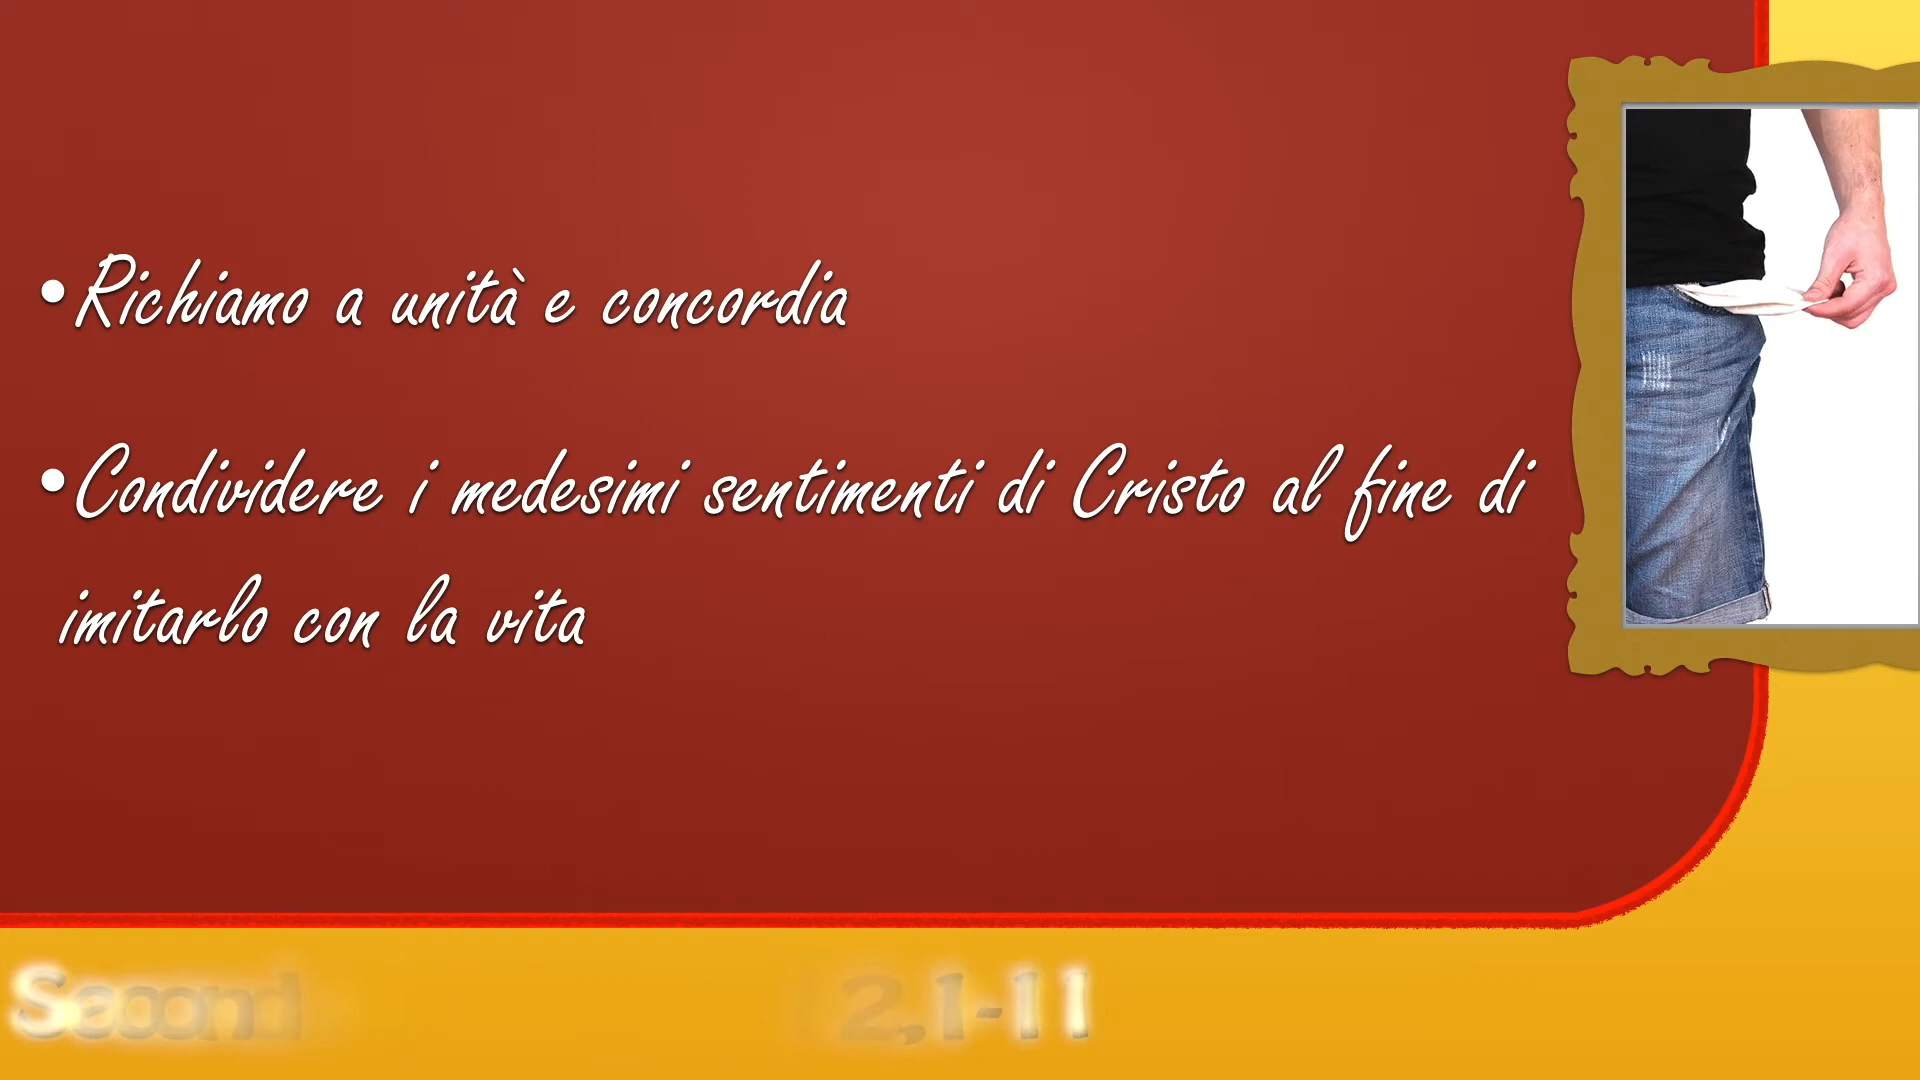 •Richiamo a unità e concordia
•Condividere i medesimi sentimenti di Cristo al fine di
imitarlo con la vita
2,1-11